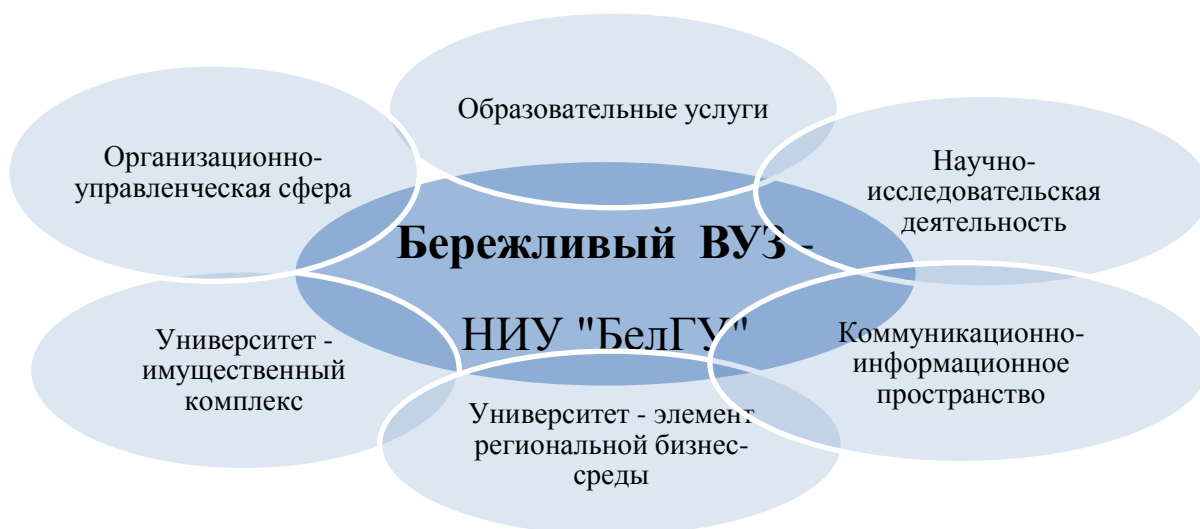 Образовательные услуги
Организационно-
управленческая сфера
Научно-
исследовательская
деятельность
Бережливый ВУЗ -
НИУ "БелГУ"
Университет -
имущественный
комплекс
Коммуникационно-
информационное
пространство
Университет - элемент
региональной бизнес-
среды